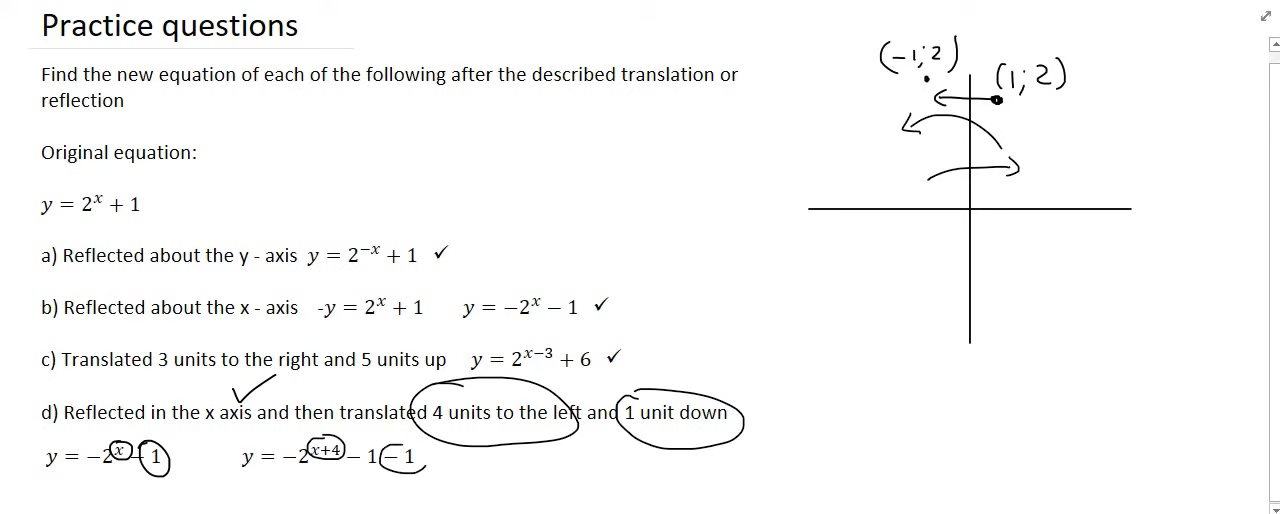 Practice questions
Find the new equation of each of the following after the described translation or
reflection
Original equation:
y = 2^x + 1
a) Reflected about the y - axis y = 2^{-x} + 1 ✓
b) Reflected about the x - axis -y = 2^x + 1 y = −2^x − 1 ✓
c) Translated 3 units to the right and 5 units up y = 2^{x−3} + 6 ✓
d) Reflected in the x axis and then translated 4 units to the left and 1 unit down
y = −2^x − 1 y = −2^{x+4} − 1 − 1
(-1; 2)
(1; 2)